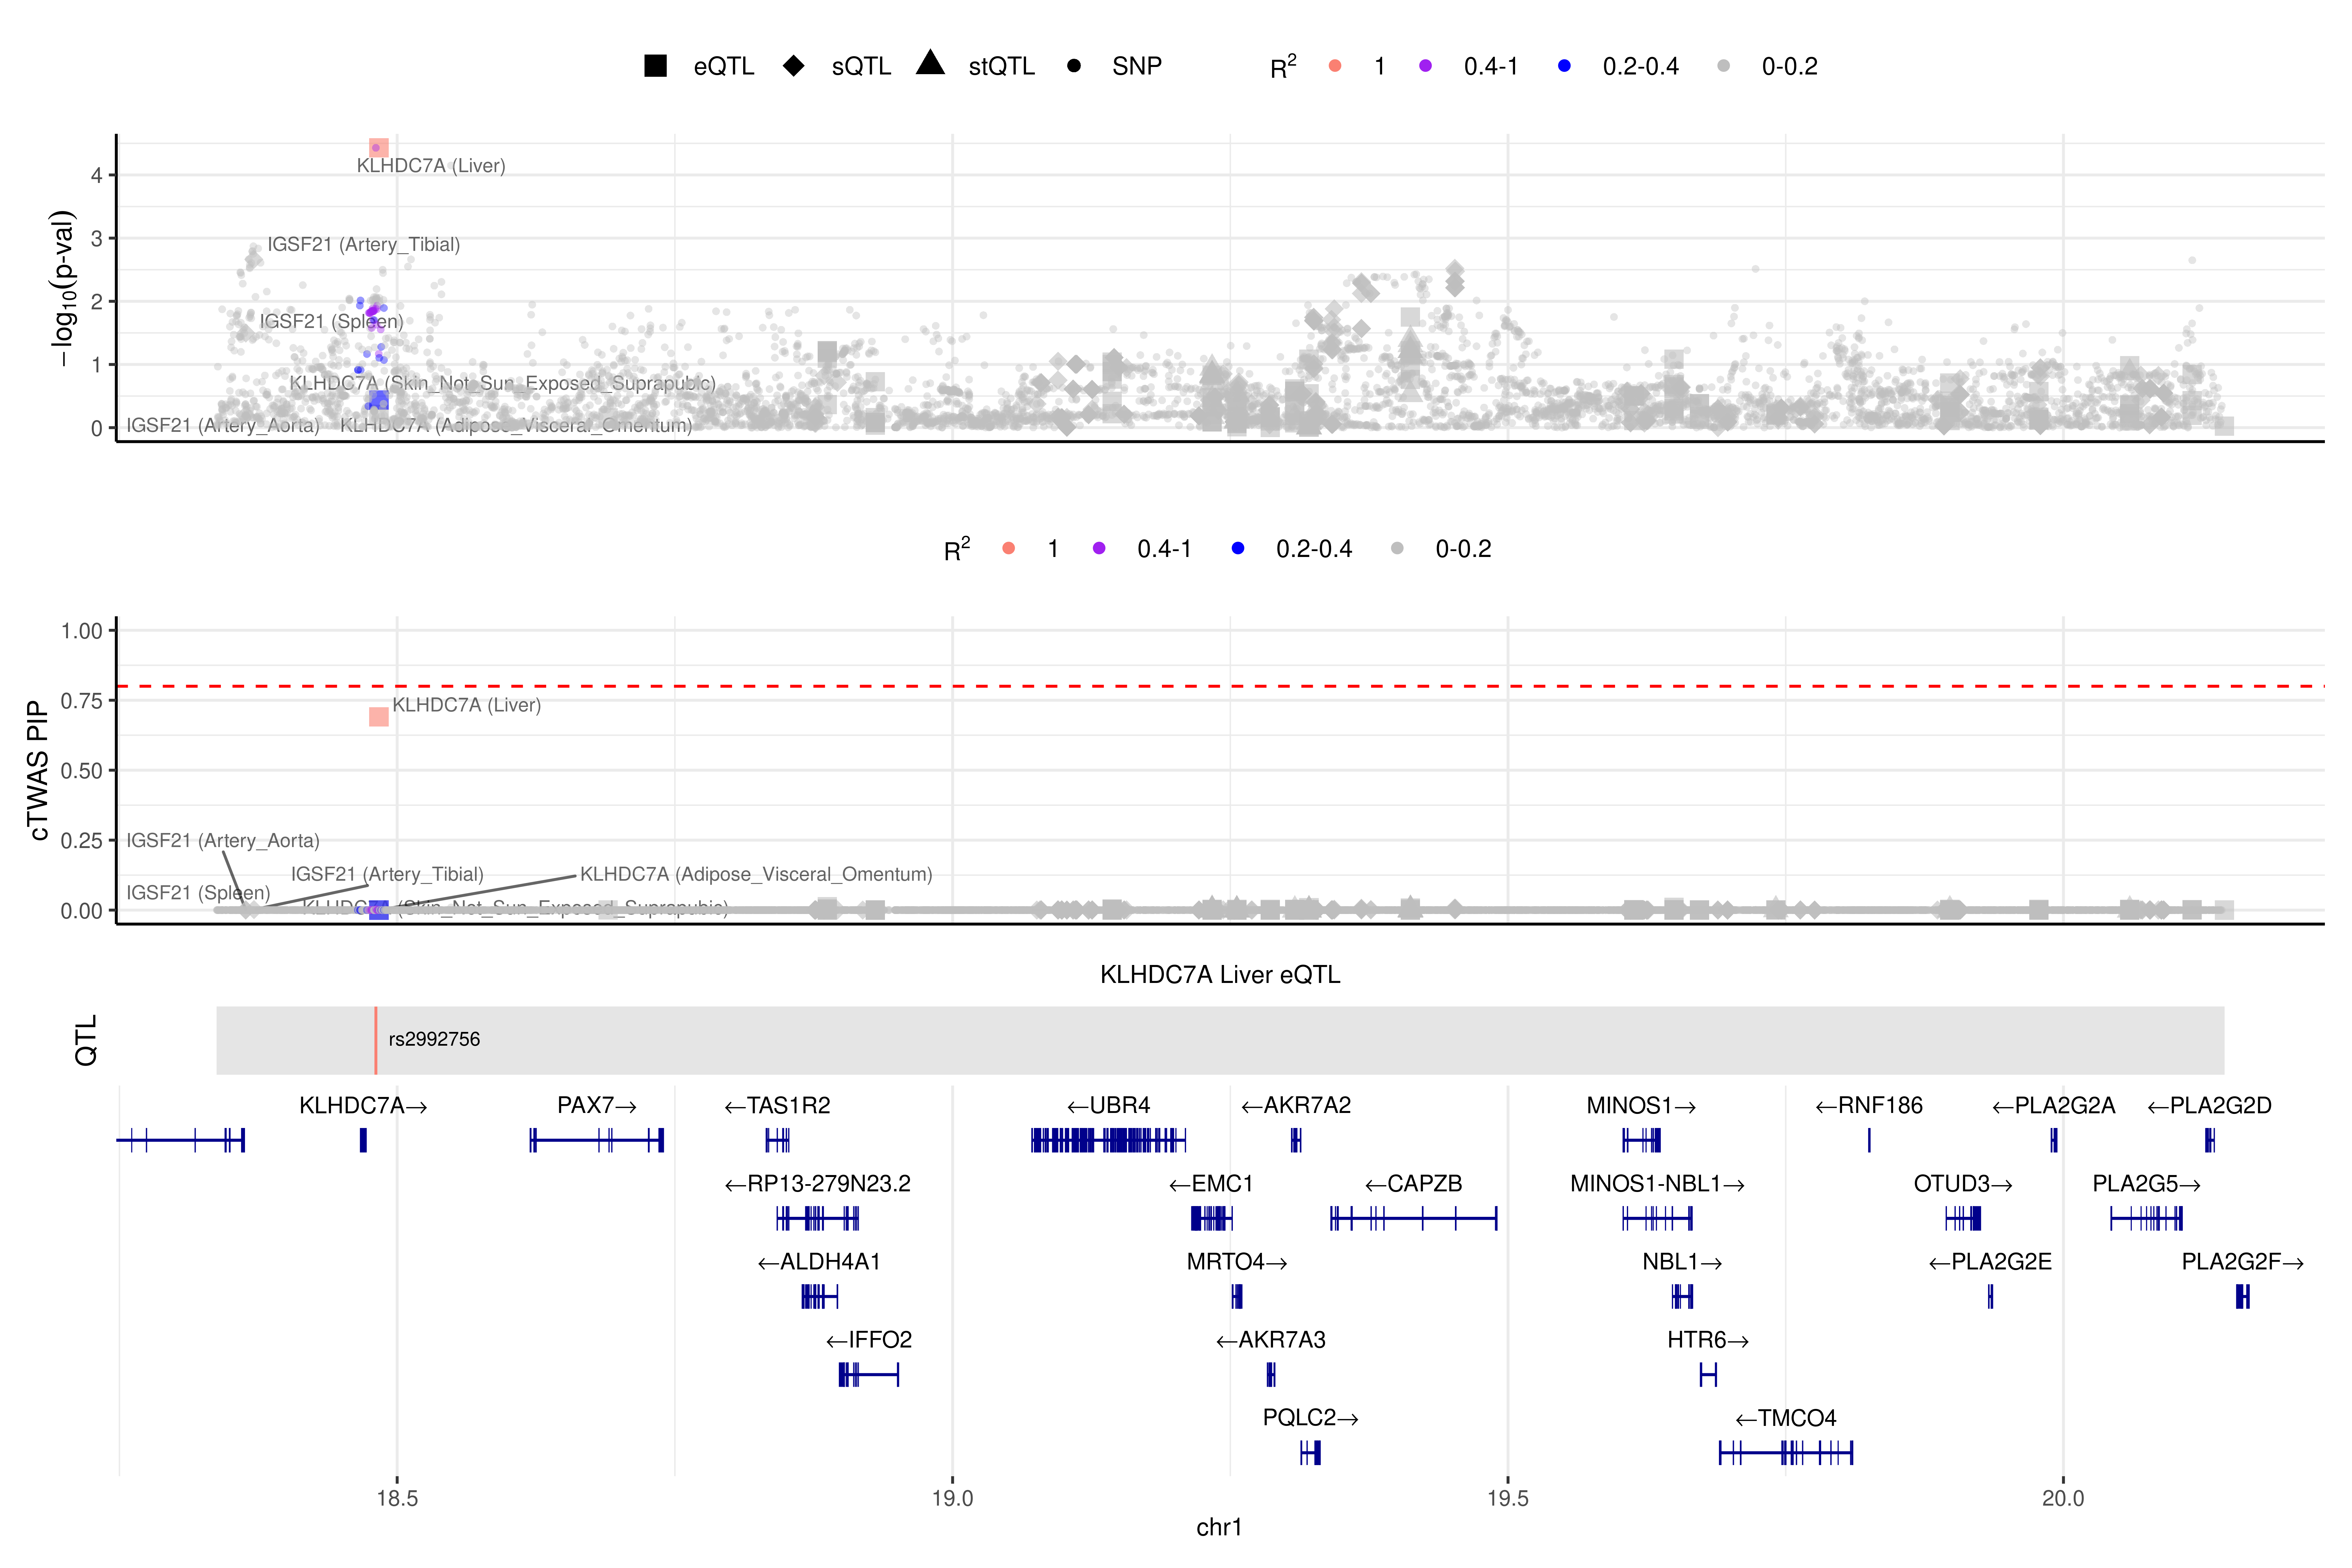 eQTL sQTL stQTL SNP R2 1 0.4-1 0.2-0.4 0-0.2
−log10(p-val)
4
3
2
1
0
KLHDC7A (Liver)
IGSF21 (Artery_Tibial)
IGSF21 (Spleen)
KLHDC7A (Skin_Not_Sun_Exposed_Suprapubic)
IGSF21 (Artery_Aorta) KLHDC7A (Adipose_Visceral_Omentum)
R2 1 0.4-1 0.2-0.4 0-0.2
cTWAS PIP
1.00
0.75
0.50
0.25
0.00
KLHDC7A (Liver)
IGSF21 (Artery_Aorta)
IGSF21 (Artery_Tibial) KLHDC7A (Adipose_Visceral_Omentum)
IGSF21 (Spleen)
KLHDC7A (Skin_Not_Sun_Exposed_Suprapubic)
KLHDC7A Liver eQTL
QTL
rs2992756
KLHDC7A→ PAX7→ ←TAS1R2 ←UBR4 ←AKR7A2 MINOS1→ ←RNF186 ←PLA2G2A ←PLA2G2D
←RP13-279N23.2 ←EMC1 ←CAPZB MINOS1-NBL1→ OTUD3→ PLA2G5→
←ALDH4A1 MRTO4→ NBL1→ ←PLA2G2E PLA2G2F→
←IFFO2 ←AKR7A3 HTR6→
PQLC2→ ←TMCO4
18.5 19.0 19.5 20.0
chr1